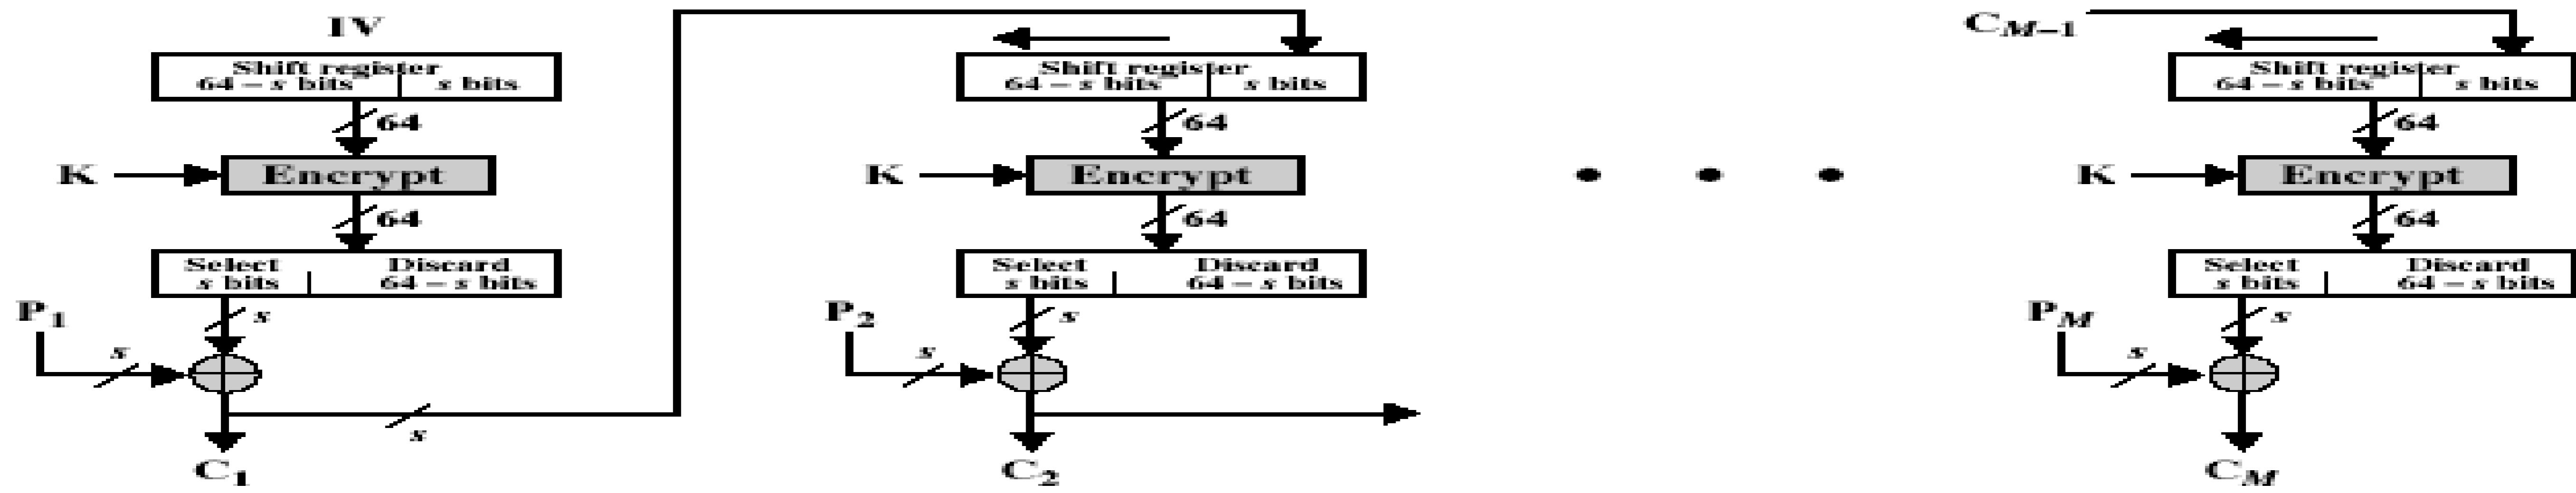 IV
Shift register
64 – s bits | s bits
64
K
Encrypt
64
Select Discard
s bits | 64 – s bits
P1
s
s
s
C1
Shift register
64 – s bits | s bits
64
K
Encrypt
64
Select Discard
s bits | 64 – s bits
P2
s
s
C2
• • •
CM–1
Shift register
64 – s bits | s bits
64
K
Encrypt
64
Select Discard
s bits | 64 – s bits
PM
s
s
CM